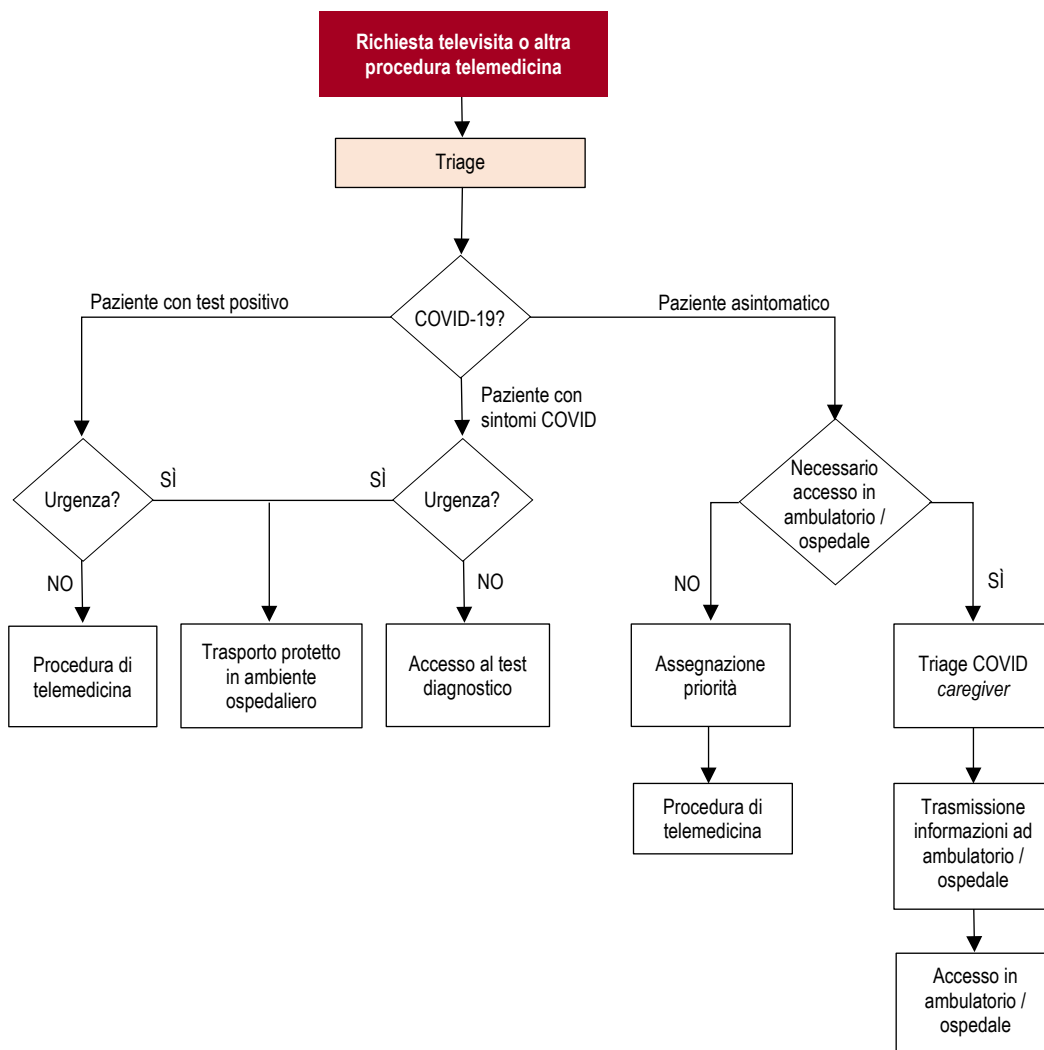 Richiesta televisita o altra
procedura telemedicina
Triage
Paziente con test positivo
COVID-19?
Paziente asintomatico
Paziente con
sintomi COVID
Urgenza?
SÌ
SÌ
Urgenza?
Necessario
accesso in
ambulatorio /
ospedale
NO
NO
NO
SÌ
Procedura di
telemedicina
Trasporto protetto
in ambiente
ospedaliero
Accesso al test
diagnostico
Assegnazione
priorità
Triage COVID
caregiver
Procedura di
telemedicina
Trasmissione
informazioni ad
ambulatorio /
ospedale
Accesso in
ambulatorio /
ospedale